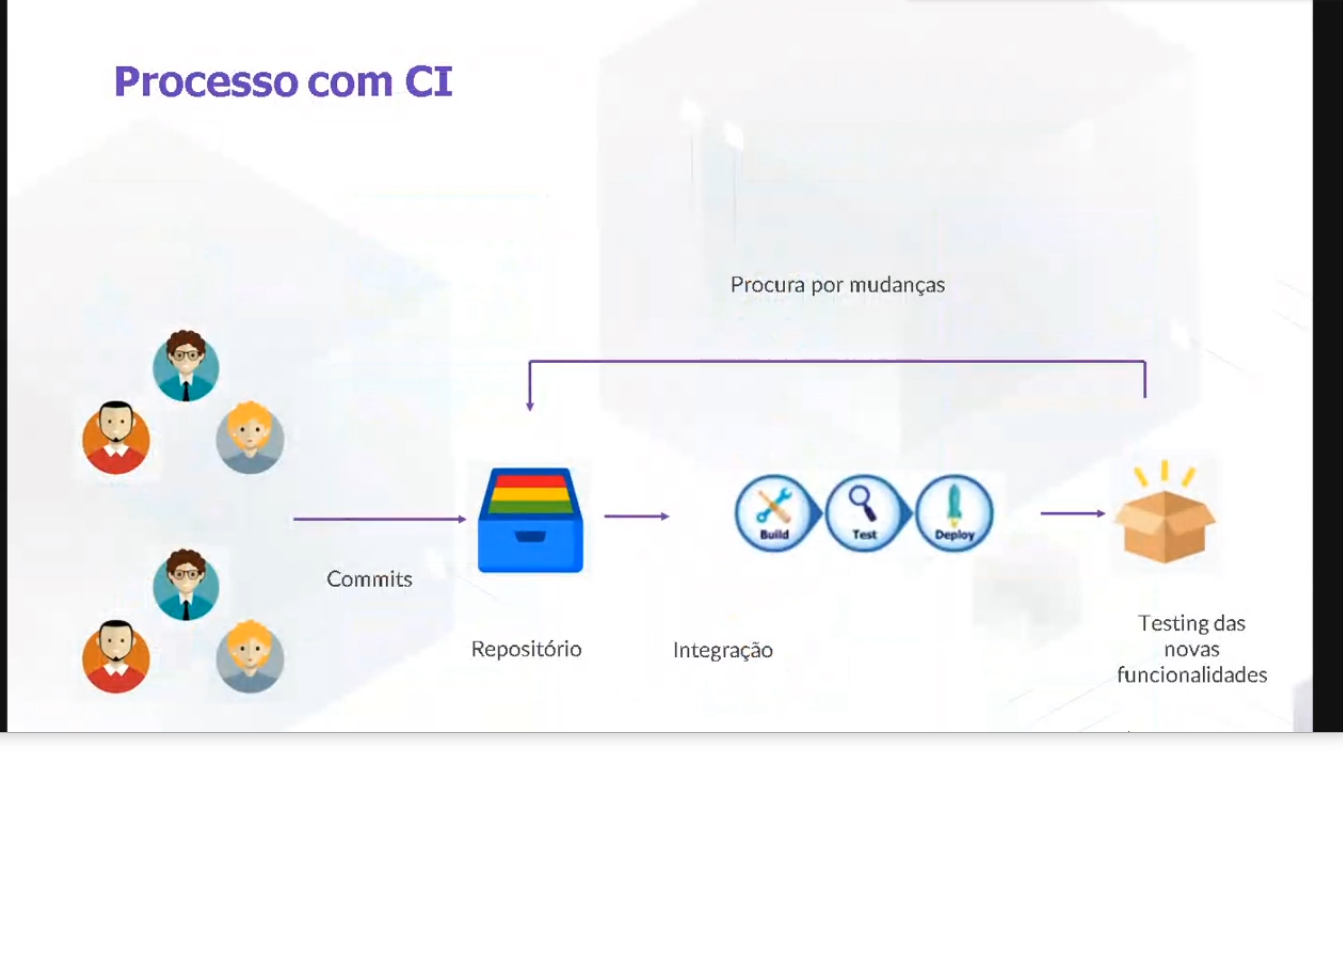 Processo com CI
Procura por mudanças
Commits
Repositório
Integração
Build
Test
Deploy
Testing das
novas
funcionalidades